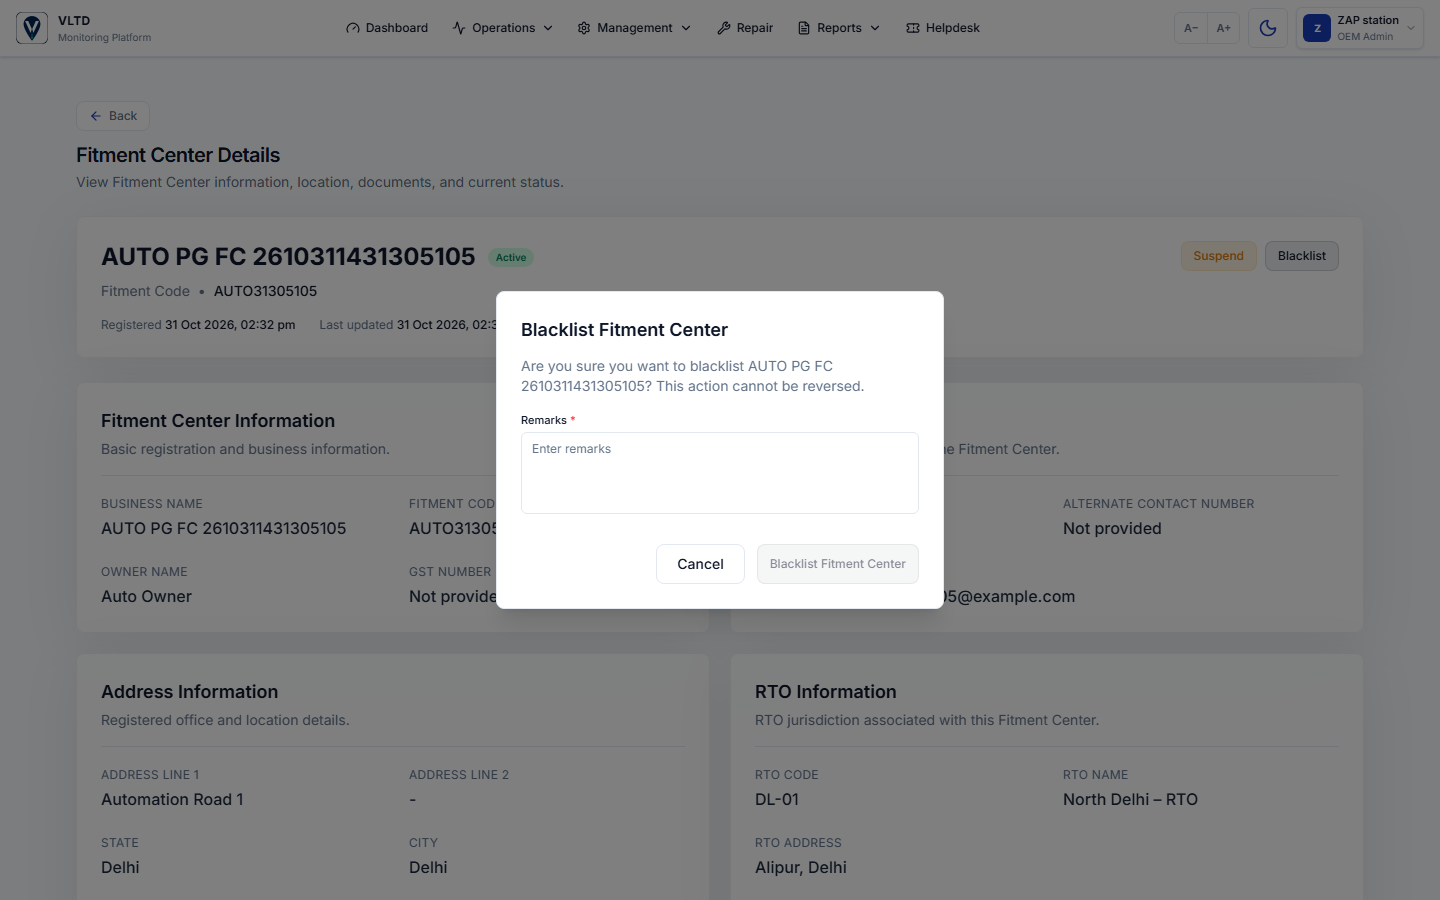 VLTD
Monitoring Platform
Dashboard
Operations
Management
Repair
Reports
Helpdesk
A−
A+
Z
ZAP station
OEM Admin
Back
Fitment Center Details
View Fitment Center information, location, documents, and current status.
AUTO PG FC 2610311431305105
Active
Suspend
Blacklist
Fitment Code • AUTO31305105
Registered 31 Oct 2026, 02:32 pm
Last updated 31 Oct 2026, 02:3
Blacklist Fitment Center
Are you sure you want to blacklist AUTO PG FC
2610311431305105? This action cannot be reversed.
Remarks *
Enter remarks
Cancel
Blacklist Fitment Center
Fitment Center Information
Basic registration and business information.
BUSINESS NAME
AUTO PG FC 2610311431305105
FITMENT COD
AUTO3130
OWNER NAME
Auto Owner
GST NUMBER
Not provide
Fitment Center.
ALTERNATE CONTACT NUMBER
Not provided
05@example.com
Address Information
Registered office and location details.
ADDRESS LINE 1
Automation Road 1
ADDRESS LINE 2
-
STATE
Delhi
CITY
Delhi
RTO Information
RTO jurisdiction associated with this Fitment Center.
RTO CODE
DL-01
RTO NAME
North Delhi – RTO
RTO ADDRESS
Alipur, Delhi